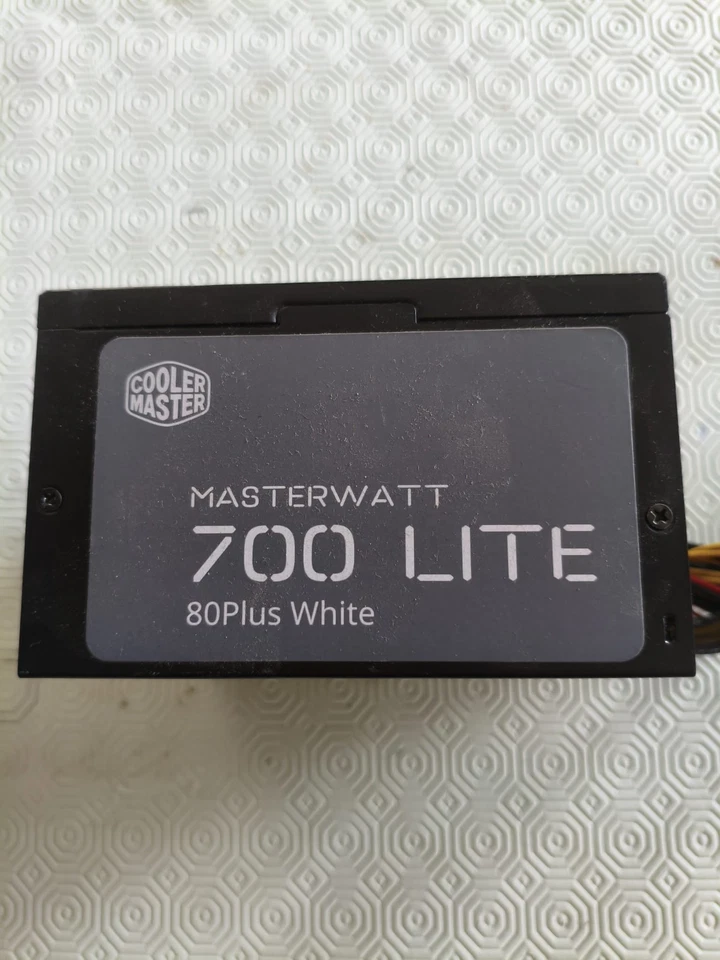 COOLER
MASTER
MASTERWATT
700 LITE
80Plus White